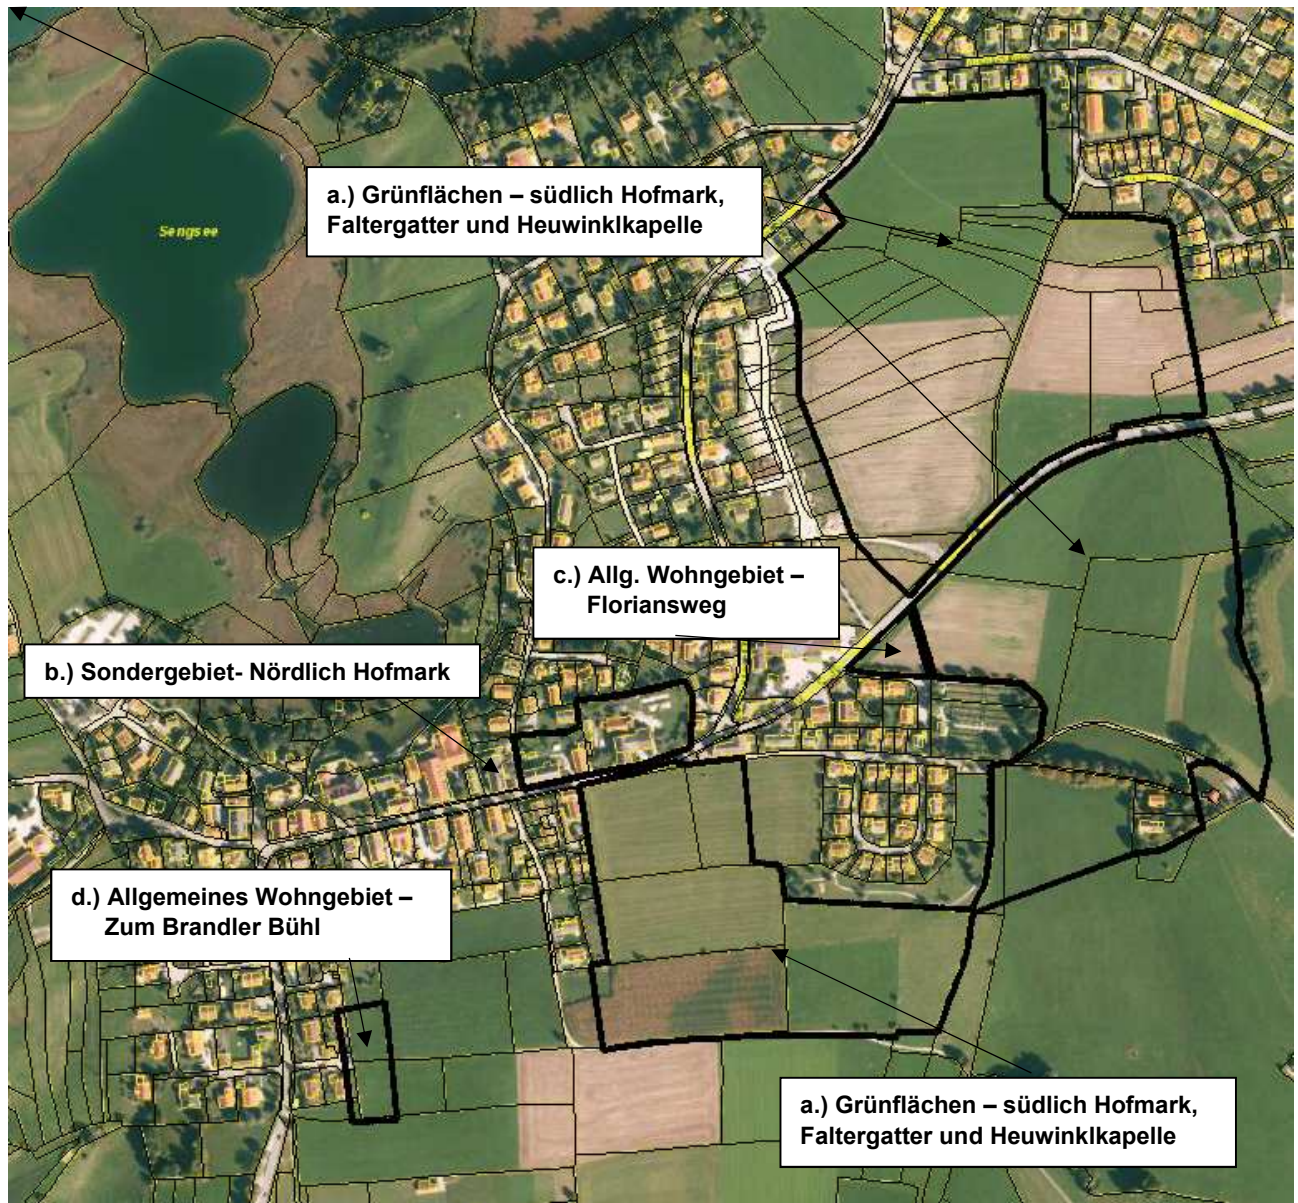 a.) Grünflächen – südlich Hofmark,
Faltergatter und Heuwinklkapelle
Sengsee
c.) Allg. Wohngebiet –
Floriansweg
b.) Sondergebiet- Nördlich Hofmark
d.) Allgemeines Wohngebiet –
Zum Brandler Bühl
a.) Grünflächen – südlich Hofmark,
Faltergatter und Heuwinklkapelle